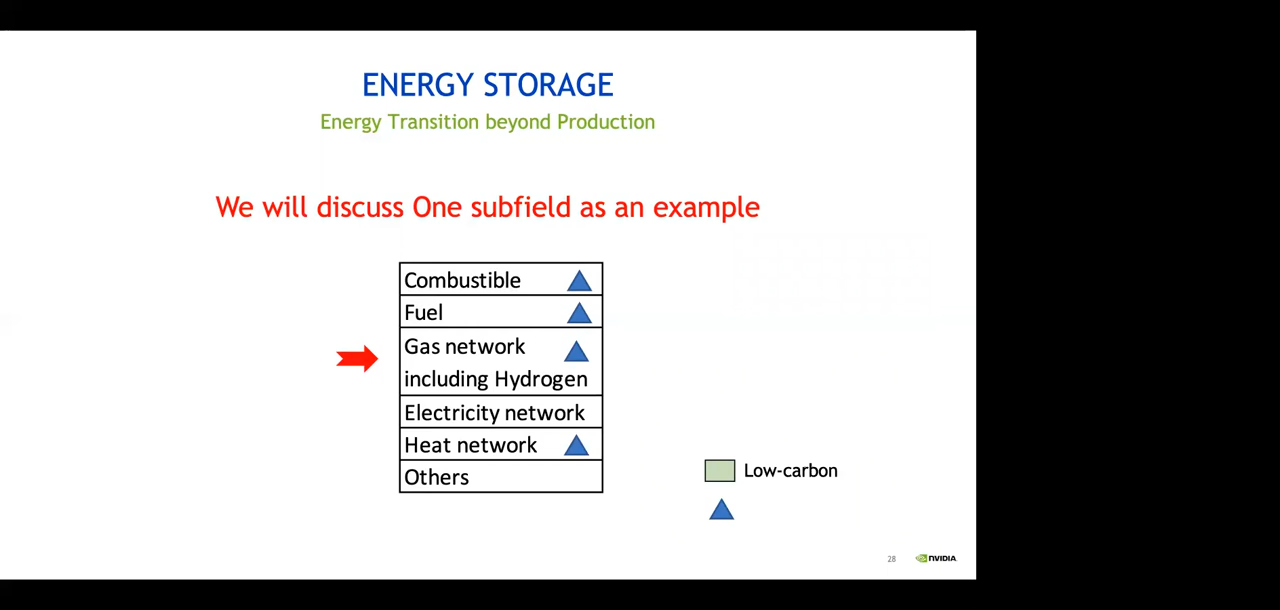 ENERGY STORAGE
Energy Transition beyond Production
We will discuss One subfield as an example
Combustible
Fuel
Gas network
including Hydrogen
Electricity network
Heat network
Others
Low-carbon
28
NVIDIA